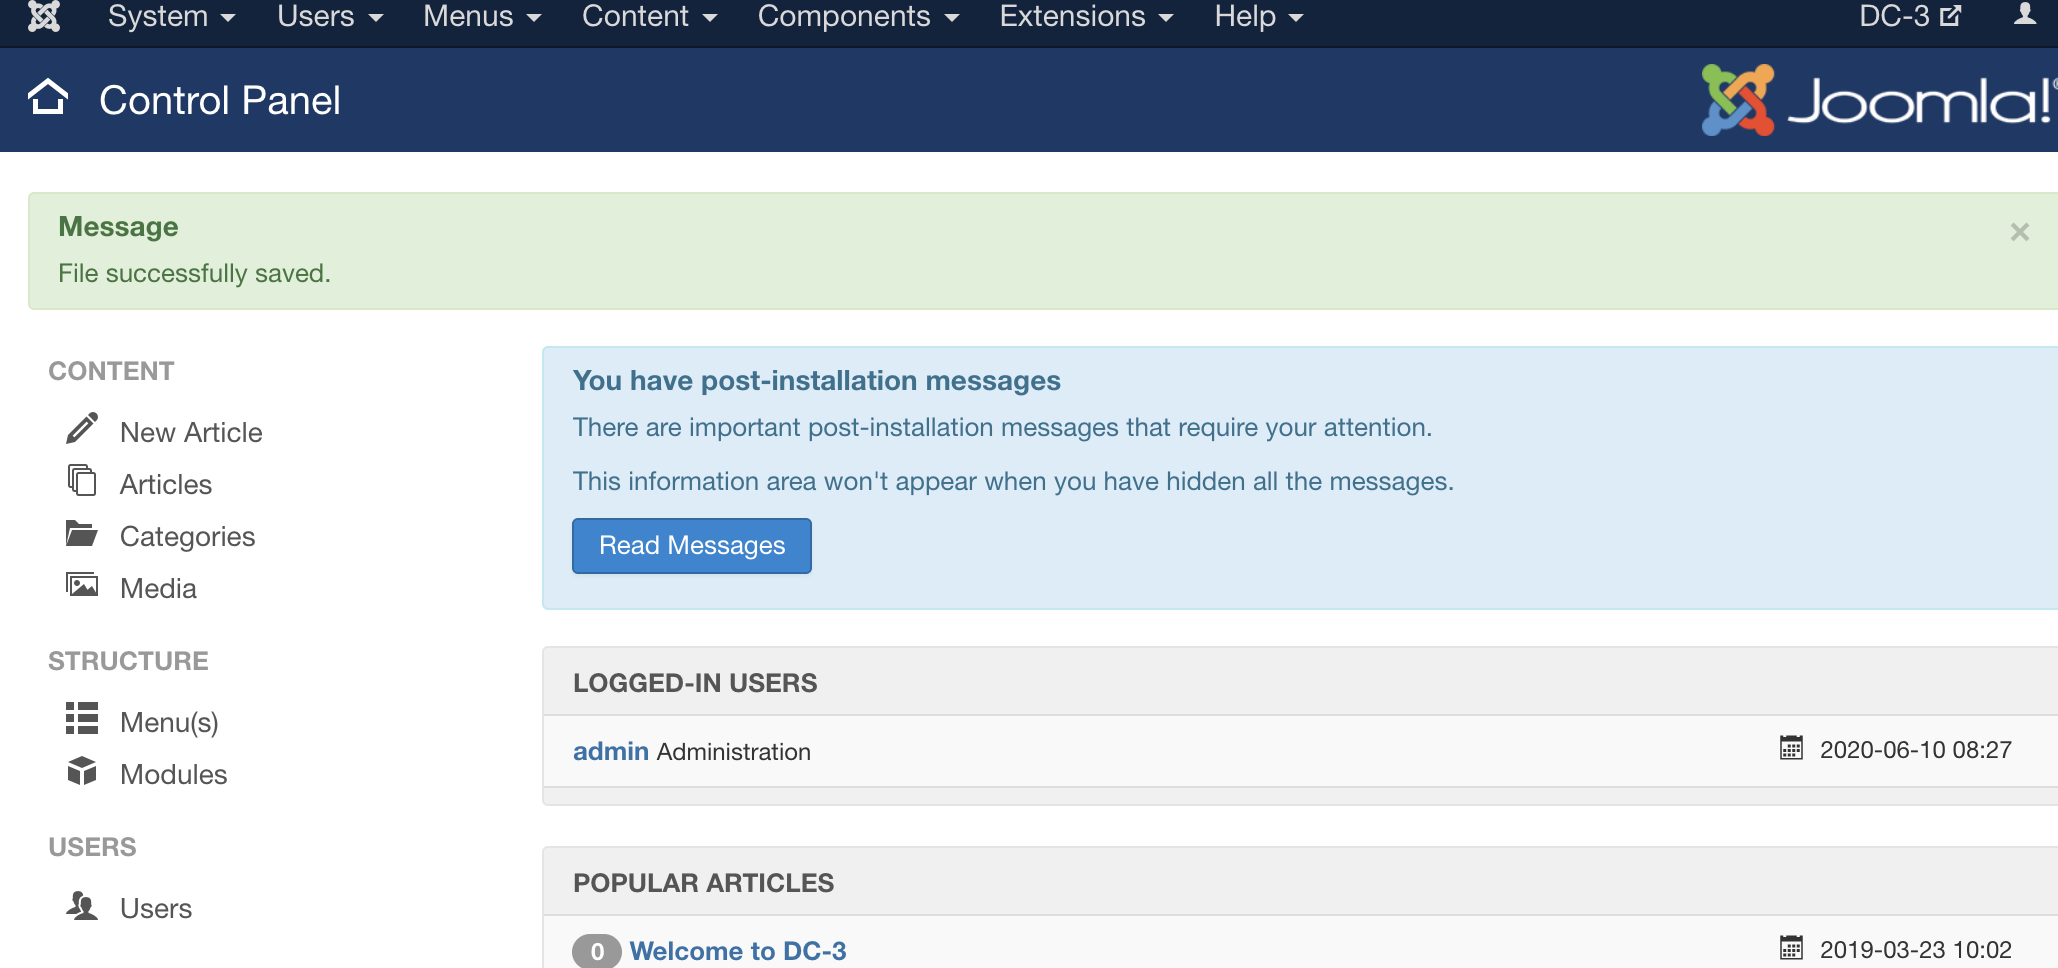 System Users Menus Content Components Extensions Help DC-3
Control Panel
Joomla!
Message
×
File successfully saved.
CONTENT
New Article
Articles
Categories
Media
STRUCTURE
Menu(s)
Modules
USERS
Users
You have post-installation messages
There are important post-installation messages that require your attention.
This information area won't appear when you have hidden all the messages.
Read Messages
LOGGED-IN USERS
admin Administration 2020-06-10 08:27
POPULAR ARTICLES
0 Welcome to DC-3 2019-03-23 10:02